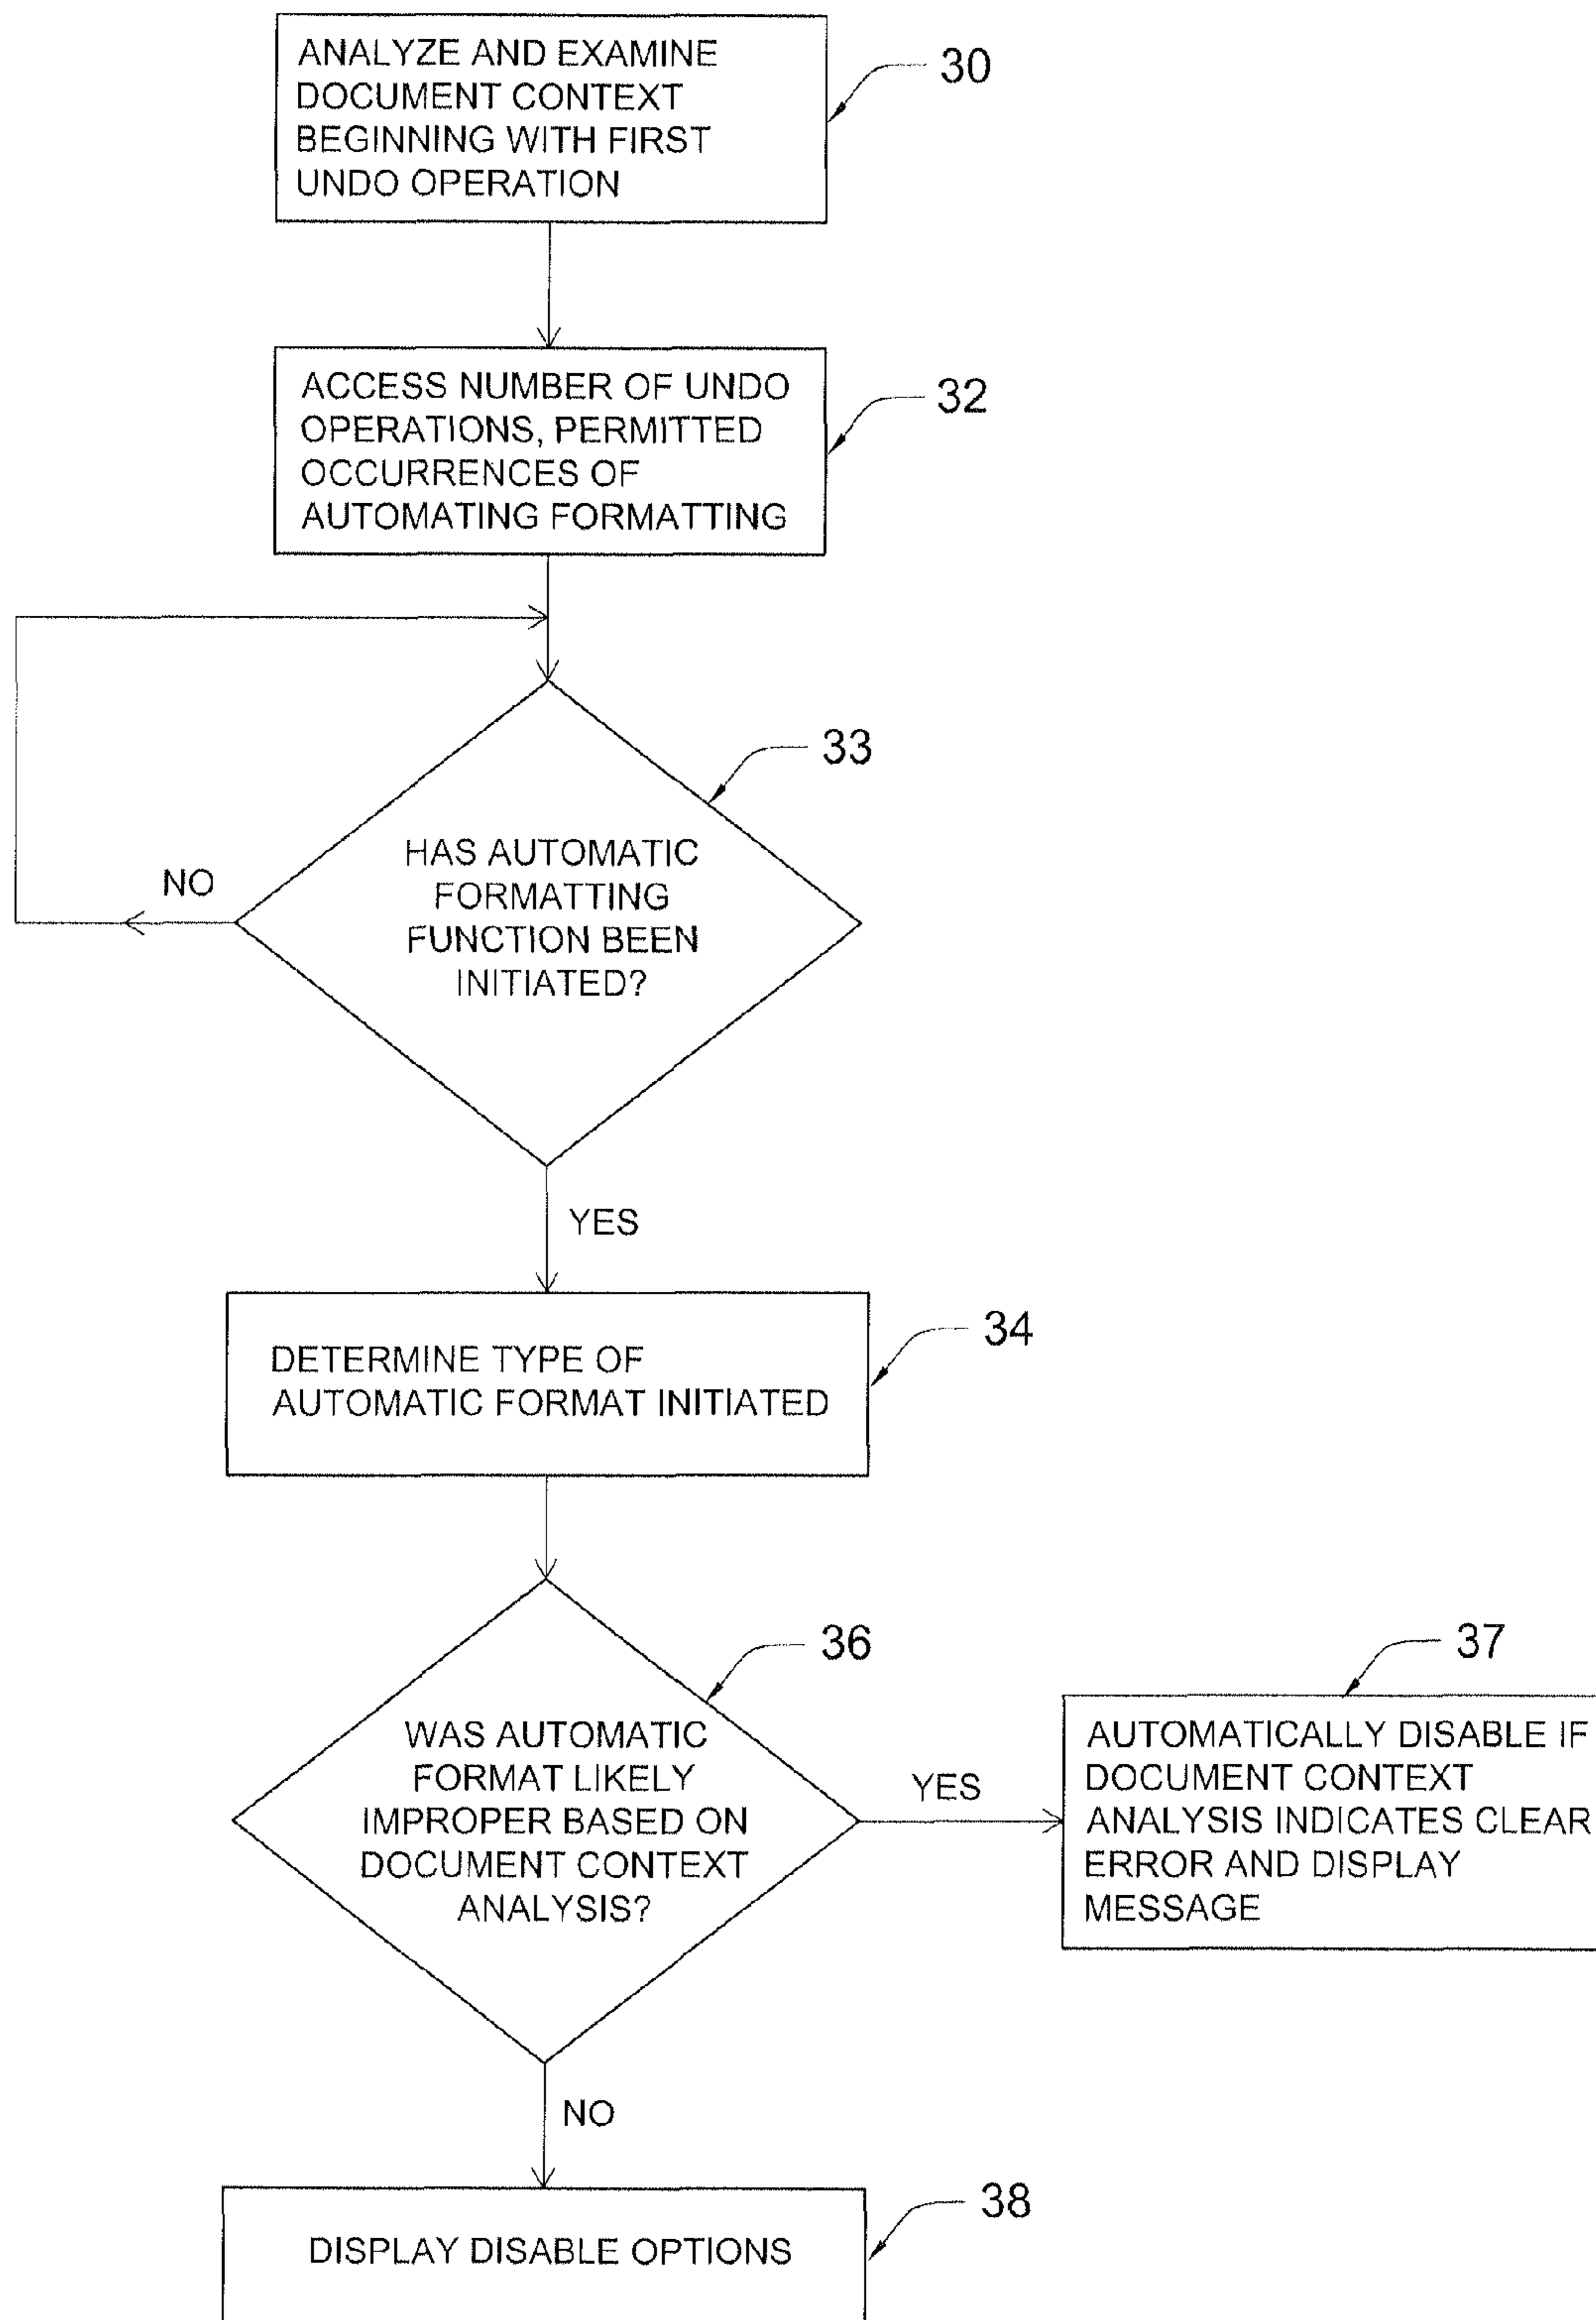 ANALYZE AND EXAMINE
DOCUMENT CONTEXT
BEGINNING WITH FIRST
UNDO OPERATION
30
ACCESS NUMBER OF UNDO
OPERATIONS, PERMITTED
OCCURRENCES OF
AUTOMATING FORMATTING
32
33
HAS AUTOMATIC
FORMATTING
FUNCTION BEEN
INITIATED?
NO
YES
DETERMINE TYPE OF
AUTOMATIC FORMAT INITIATED
34
36
WAS AUTOMATIC
FORMAT LIKELY
IMPROPER BASED ON
DOCUMENT CONTEXT
ANALYSIS?
YES
37
AUTOMATICALLY DISABLE IF
DOCUMENT CONTEXT
ANALYSIS INDICATES CLEAR
ERROR AND DISPLAY
MESSAGE
NO
DISPLAY DISABLE OPTIONS
38